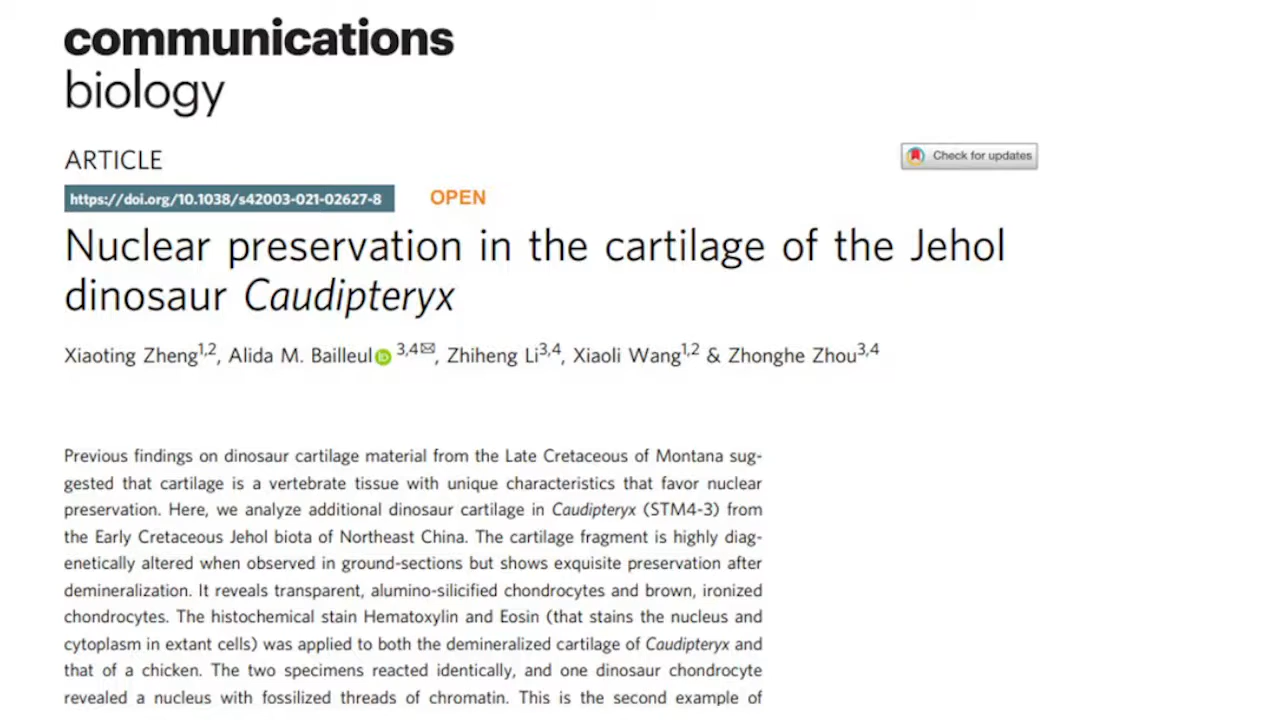 communications
biology
ARTICLE
Check for updates
https://doi.org/10.1038/s42003-021-02627-8
OPEN
Nuclear preservation in the cartilage of the Jehol
dinosaur Caudipteryx
Xiaoting Zheng1,2, Alida M. Bailleul iD 3,4✉, Zhiheng Li3,4, Xiaoli Wang1,2 & Zhonghe Zhou3,4
Previous findings on dinosaur cartilage material from the Late Cretaceous of Montana sug-
gested that cartilage is a vertebrate tissue with unique characteristics that favor nuclear
preservation. Here, we analyze additional dinosaur cartilage in Caudipteryx (STM4-3) from
the Early Cretaceous Jehol biota of Northeast China. The cartilage fragment is highly diag-
enetically altered when observed in ground-sections but shows exquisite preservation after
demineralization. It reveals transparent, alumino-silicified chondrocytes and brown, ironized
chondrocytes. The histochemical stain Hematoxylin and Eosin (that stains the nucleus and
cytoplasm in extant cells) was applied to both the demineralized cartilage of Caudipteryx and
that of a chicken. The two specimens reacted identically, and one dinosaur chondrocyte
revealed a nucleus with fossilized threads of chromatin. This is the second example of